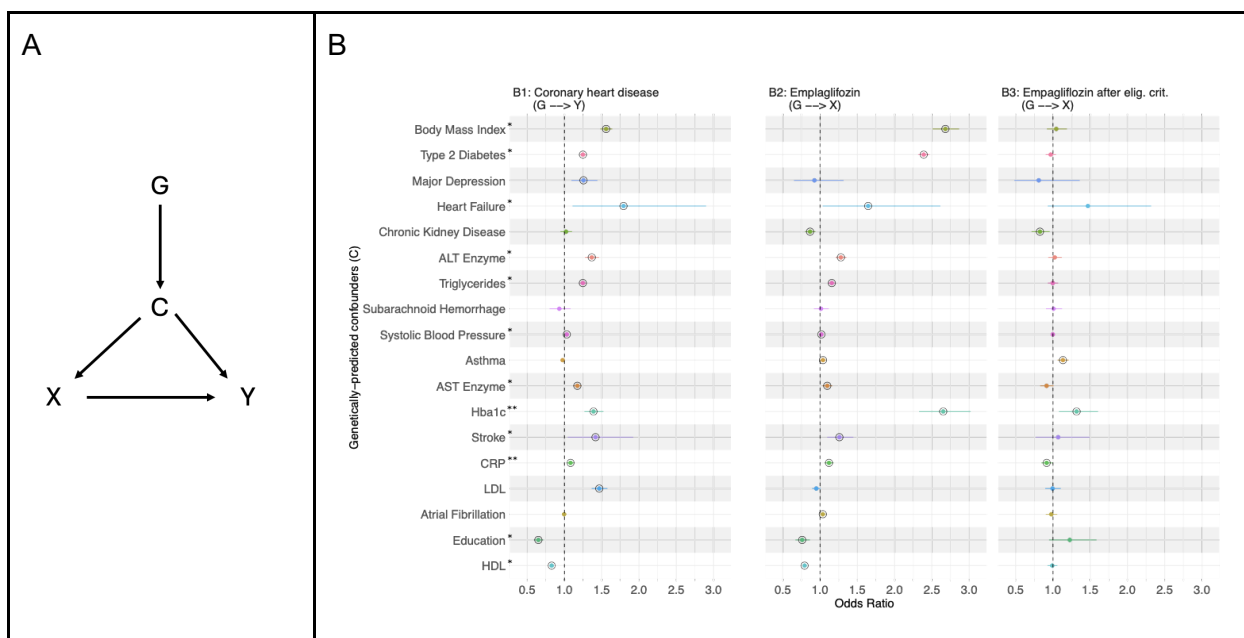 A
G
C
X
Y
B
B1: Coronary heart disease
(G −−> Y)
B2: Emplaglifozin
(G −−> X)
B3: Empagliflozin after elig. crit.
(G −−> X)
Genetically−predicted confounders (C)
Body Mass Index*
Type 2 Diabetes*
Major Depression
Heart Failure*
Chronic Kidney Disease
ALT Enzyme*
Triglycerides*
Subarachnoid Hemorrhage
Systolic Blood Pressure*
Asthma
AST Enzyme*
Hba1c**
Stroke*
CRP**
LDL
Atrial Fibrillation
Education*
HDL*
0.5 1.0 1.5 2.0 2.5 3.0
0.5 1.0 1.5 2.0 2.5 3.0
0.5 1.0 1.5 2.0 2.5 3.0
Odds Ratio